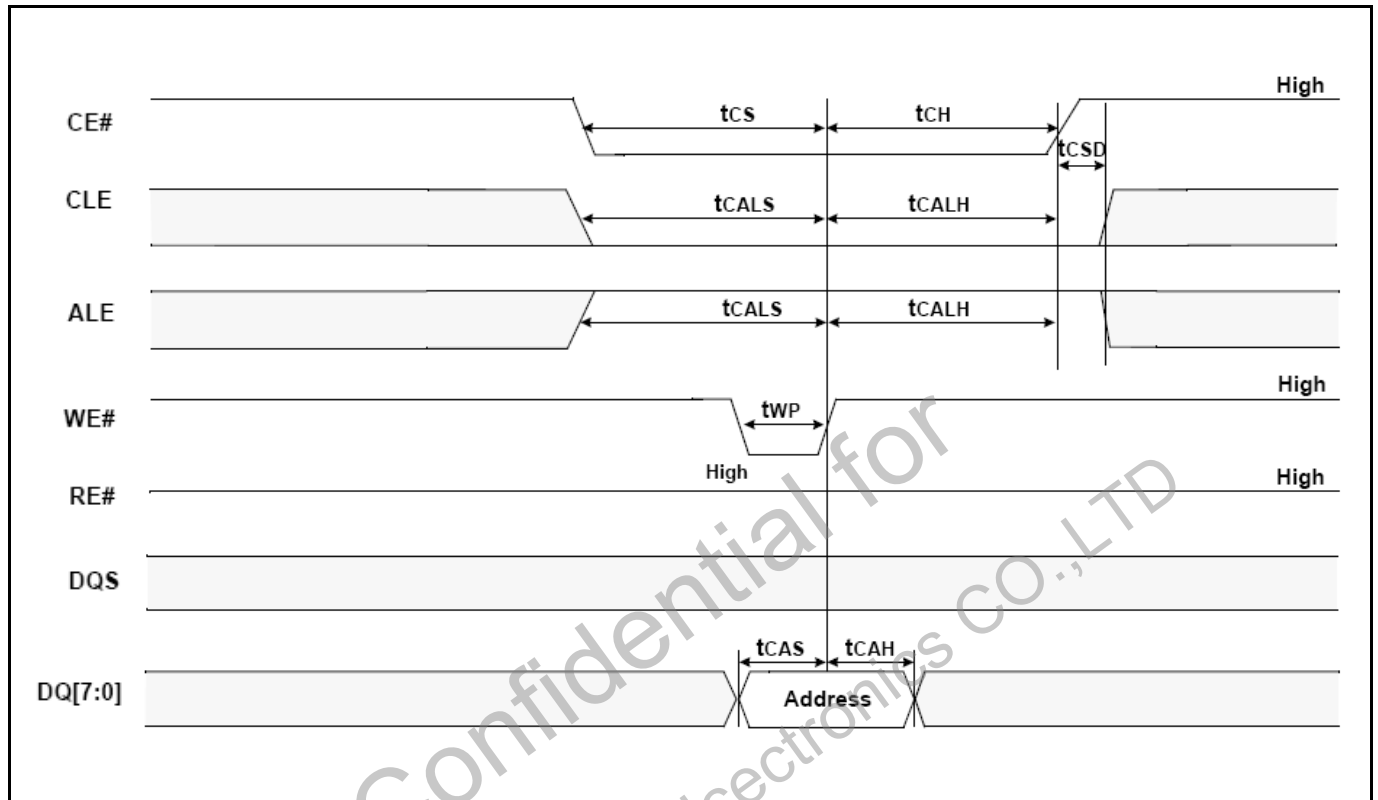 High
CE#
tCS
tCH
tCSD
CLE
tCALS
tCALH
ALE
tCALS
tCALH
High
WE#
tWP
High
RE#
High
DQS
tCAS
tCAH
DQ[7:0]
Address
Confidential for
CO.,LTD